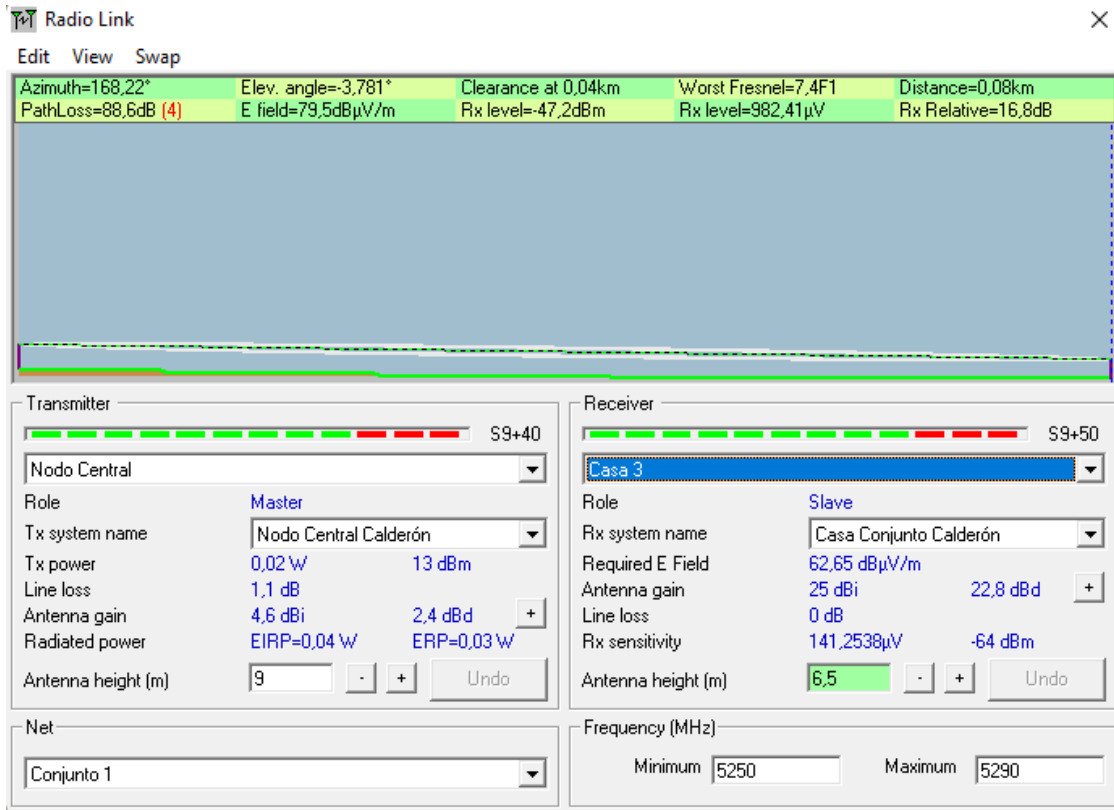 Radio Link
Edit View Swap
Azimuth=168,22° Elev. angle=-3,781° Clearance at 0,04km Worst Fresnel=7,4F1 Distance=0,08km
PathLoss=88,6dB (4) E field=79,5dBµV/m Rx level=-47,2dBm Rx level=982,41µV Rx Relative=16,8dB
Transmitter
S9+40
Nodo Central
Role Master
Tx system name Nodo Central Calderón
Tx power 0,02 W 13 dBm
Line loss 1,1 dB
Antenna gain 4,6 dBi 2,4 dBd +
Radiated power EIRP=0,04 W ERP=0,03 W
Antenna height (m) 9 - + Undo
Net
Conjunto 1
Receiver
S9+50
Casa 3
Role Slave
Rx system name Casa Conjunto Calderón
Required E Field 62,65 dBµV/m
Antenna gain 25 dBi 22,8 dBd +
Line loss 0 dB
Rx sensitivity 141,2538µV -64 dBm
Antenna height (m) 6,5 - + Undo
Frequency (MHz)
Minimum 5250 Maximum 5290